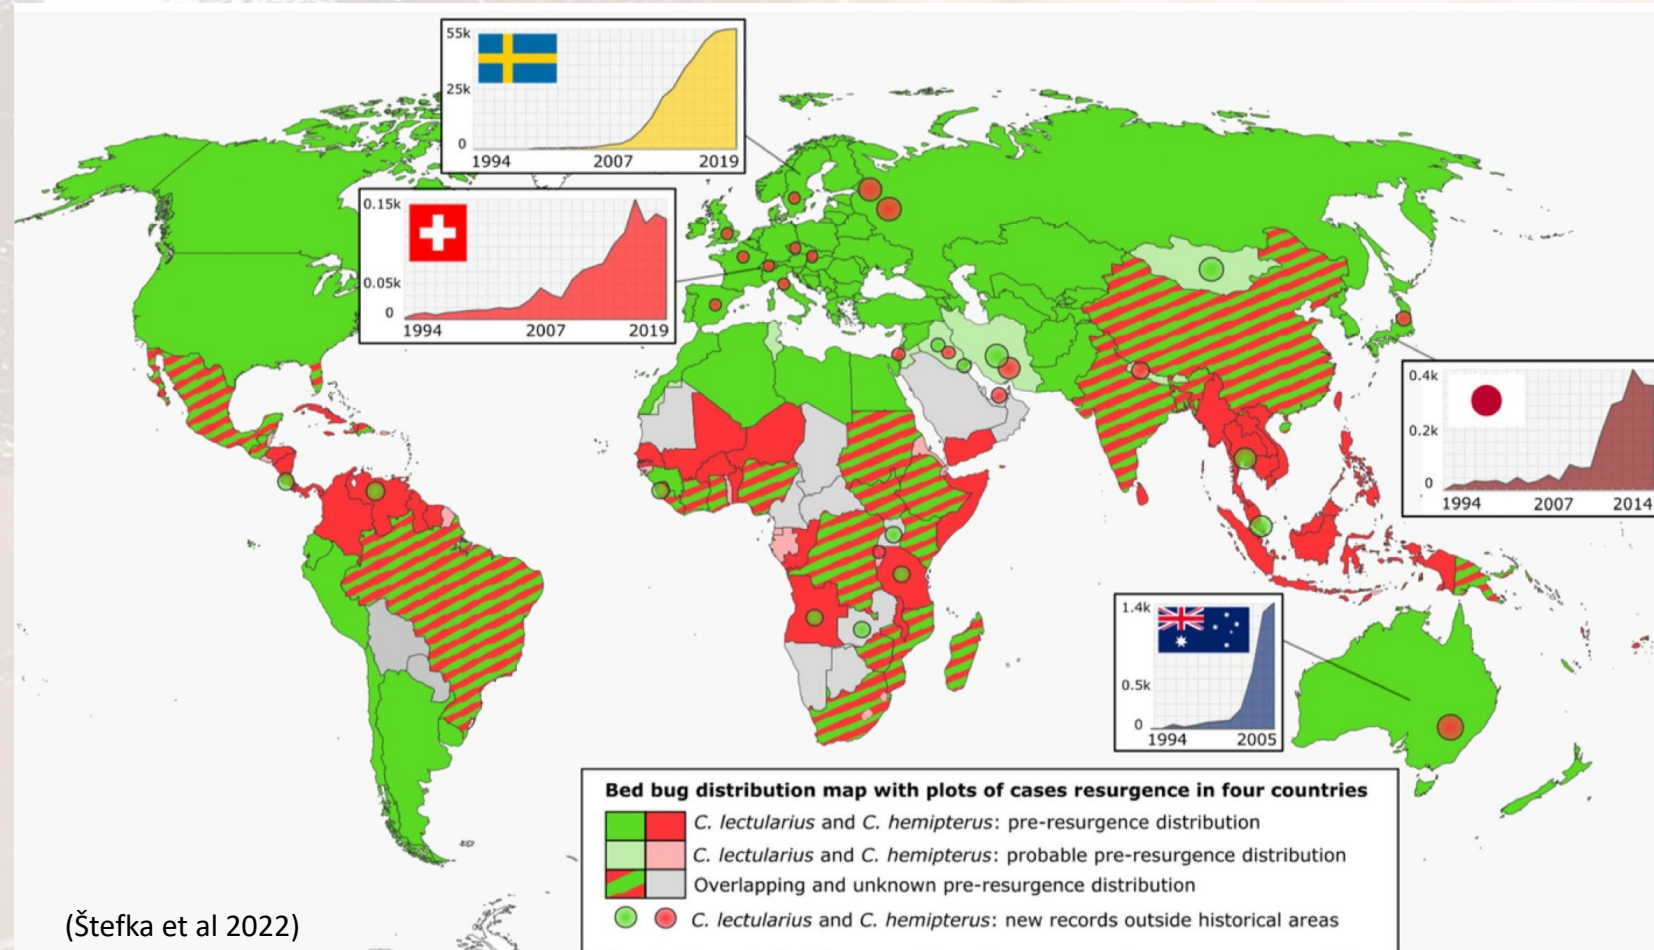 55k
25k
0
1994 2007 2019
0.15k
0.05k
0
1994 2007 2019
0.4k
0.2k
0
1994 2007 2014
1.4k
0.5k
0
1994 2005
Bed bug distribution map with plots of cases resurgence in four countries
C. lectularius and C. hemipterus: pre-resurgence distribution
C. lectularius and C. hemipterus: probable pre-resurgence distribution
Overlapping and unknown pre-resurgence distribution
C. lectularius and C. hemipterus: new records outside historical areas
(Štefka et al 2022)